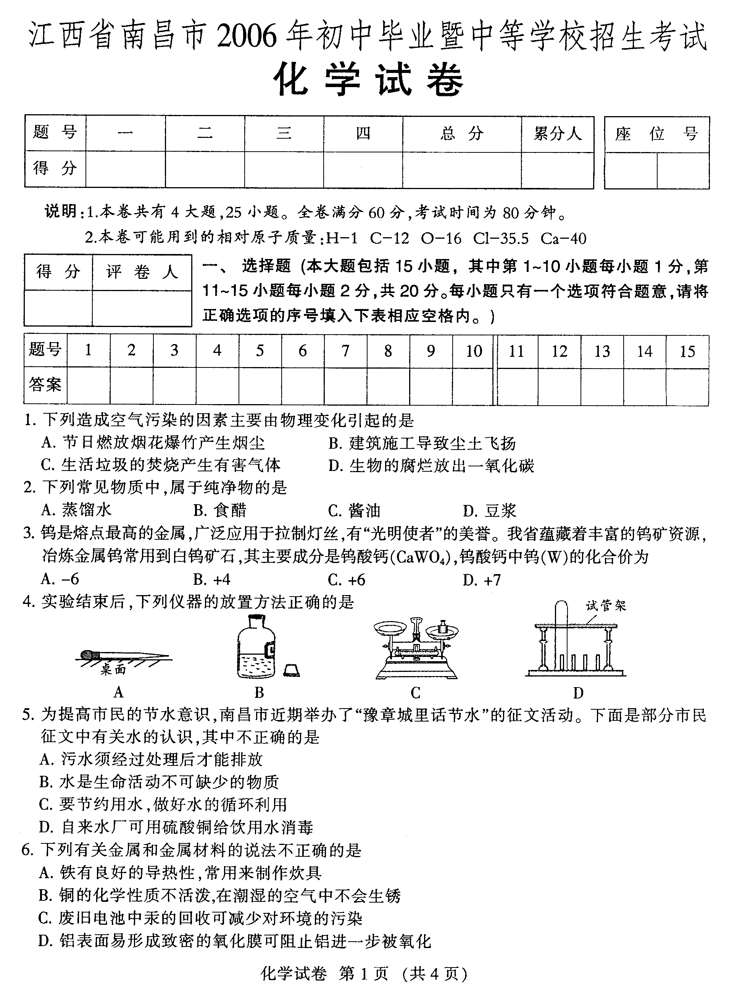 江西省南昌市 2006 年初中毕业暨中等学校招生考试
化学试卷
题 号 一 二 三 四 总 分 累分人 座 位 号
得 分
说明:1.本卷共有 4 大题,25 小题。全卷满分 60 分,考试时间为 80 分钟。
2.本卷可能用到的相对原子质量:H-1 C-12 O-16 Cl-35.5 Ca-40
得 分 评 卷 人
一、 选择题 (本大题包括 15 小题, 其中第 1~10 小题每小题 1 分,第
11~15 小题每小题 2 分,共 20 分。每小题只有一个选项符合题意,请将
正确选项的序号填入下表相应空格内。)
题号 1 2 3 4 5 6 7 8 9 10 11 12 13 14 15
答案
1. 下列造成空气污染的因素主要由物理变化引起的是
A. 节日燃放烟花爆竹产生烟尘 B. 建筑施工导致尘土飞扬
C. 生活垃圾的焚烧产生有害气体 D. 生物的腐烂放出一氧化碳
2. 下列常见物质中,属于纯净物的是
A. 蒸馏水 B. 食醋 C. 酱油 D. 豆浆
3. 钨是熔点最高的金属,广泛应用于拉制灯丝,有“光明使者”的美誉。我省蕴藏着丰富的钨矿资源,
冶炼金属钨常用到白钨矿石,其主要成分是钨酸钙(CaWO₄),钨酸钙中钨(W)的化合价为
A. -6 B. +4 C. +6 D. +7
4. 实验结束后,下列仪器的放置方法正确的是
试管架
桌面
A B C D
5. 为提高市民的节水意识,南昌市近期举办了“豫章城里话节水”的征文活动。下面是部分市民
征文中有关水的认识,其中不正确的是
A. 污水须经过处理后才能排放
B. 水是生命活动不可缺少的物质
C. 要节约用水,做好水的循环利用
D. 自来水厂可用硫酸铜给饮用水消毒
6. 下列有关金属和金属材料的说法不正确的是
A. 铁有良好的导热性,常用来制作炊具
B. 铜的化学性质不活泼,在潮湿的空气中不会生锈
C. 废旧电池中汞的回收可减少对环境的污染
D. 铝表面易形成致密的氧化膜可阻止铝进一步被氧化
化学试卷 第 1 页 (共 4 页)